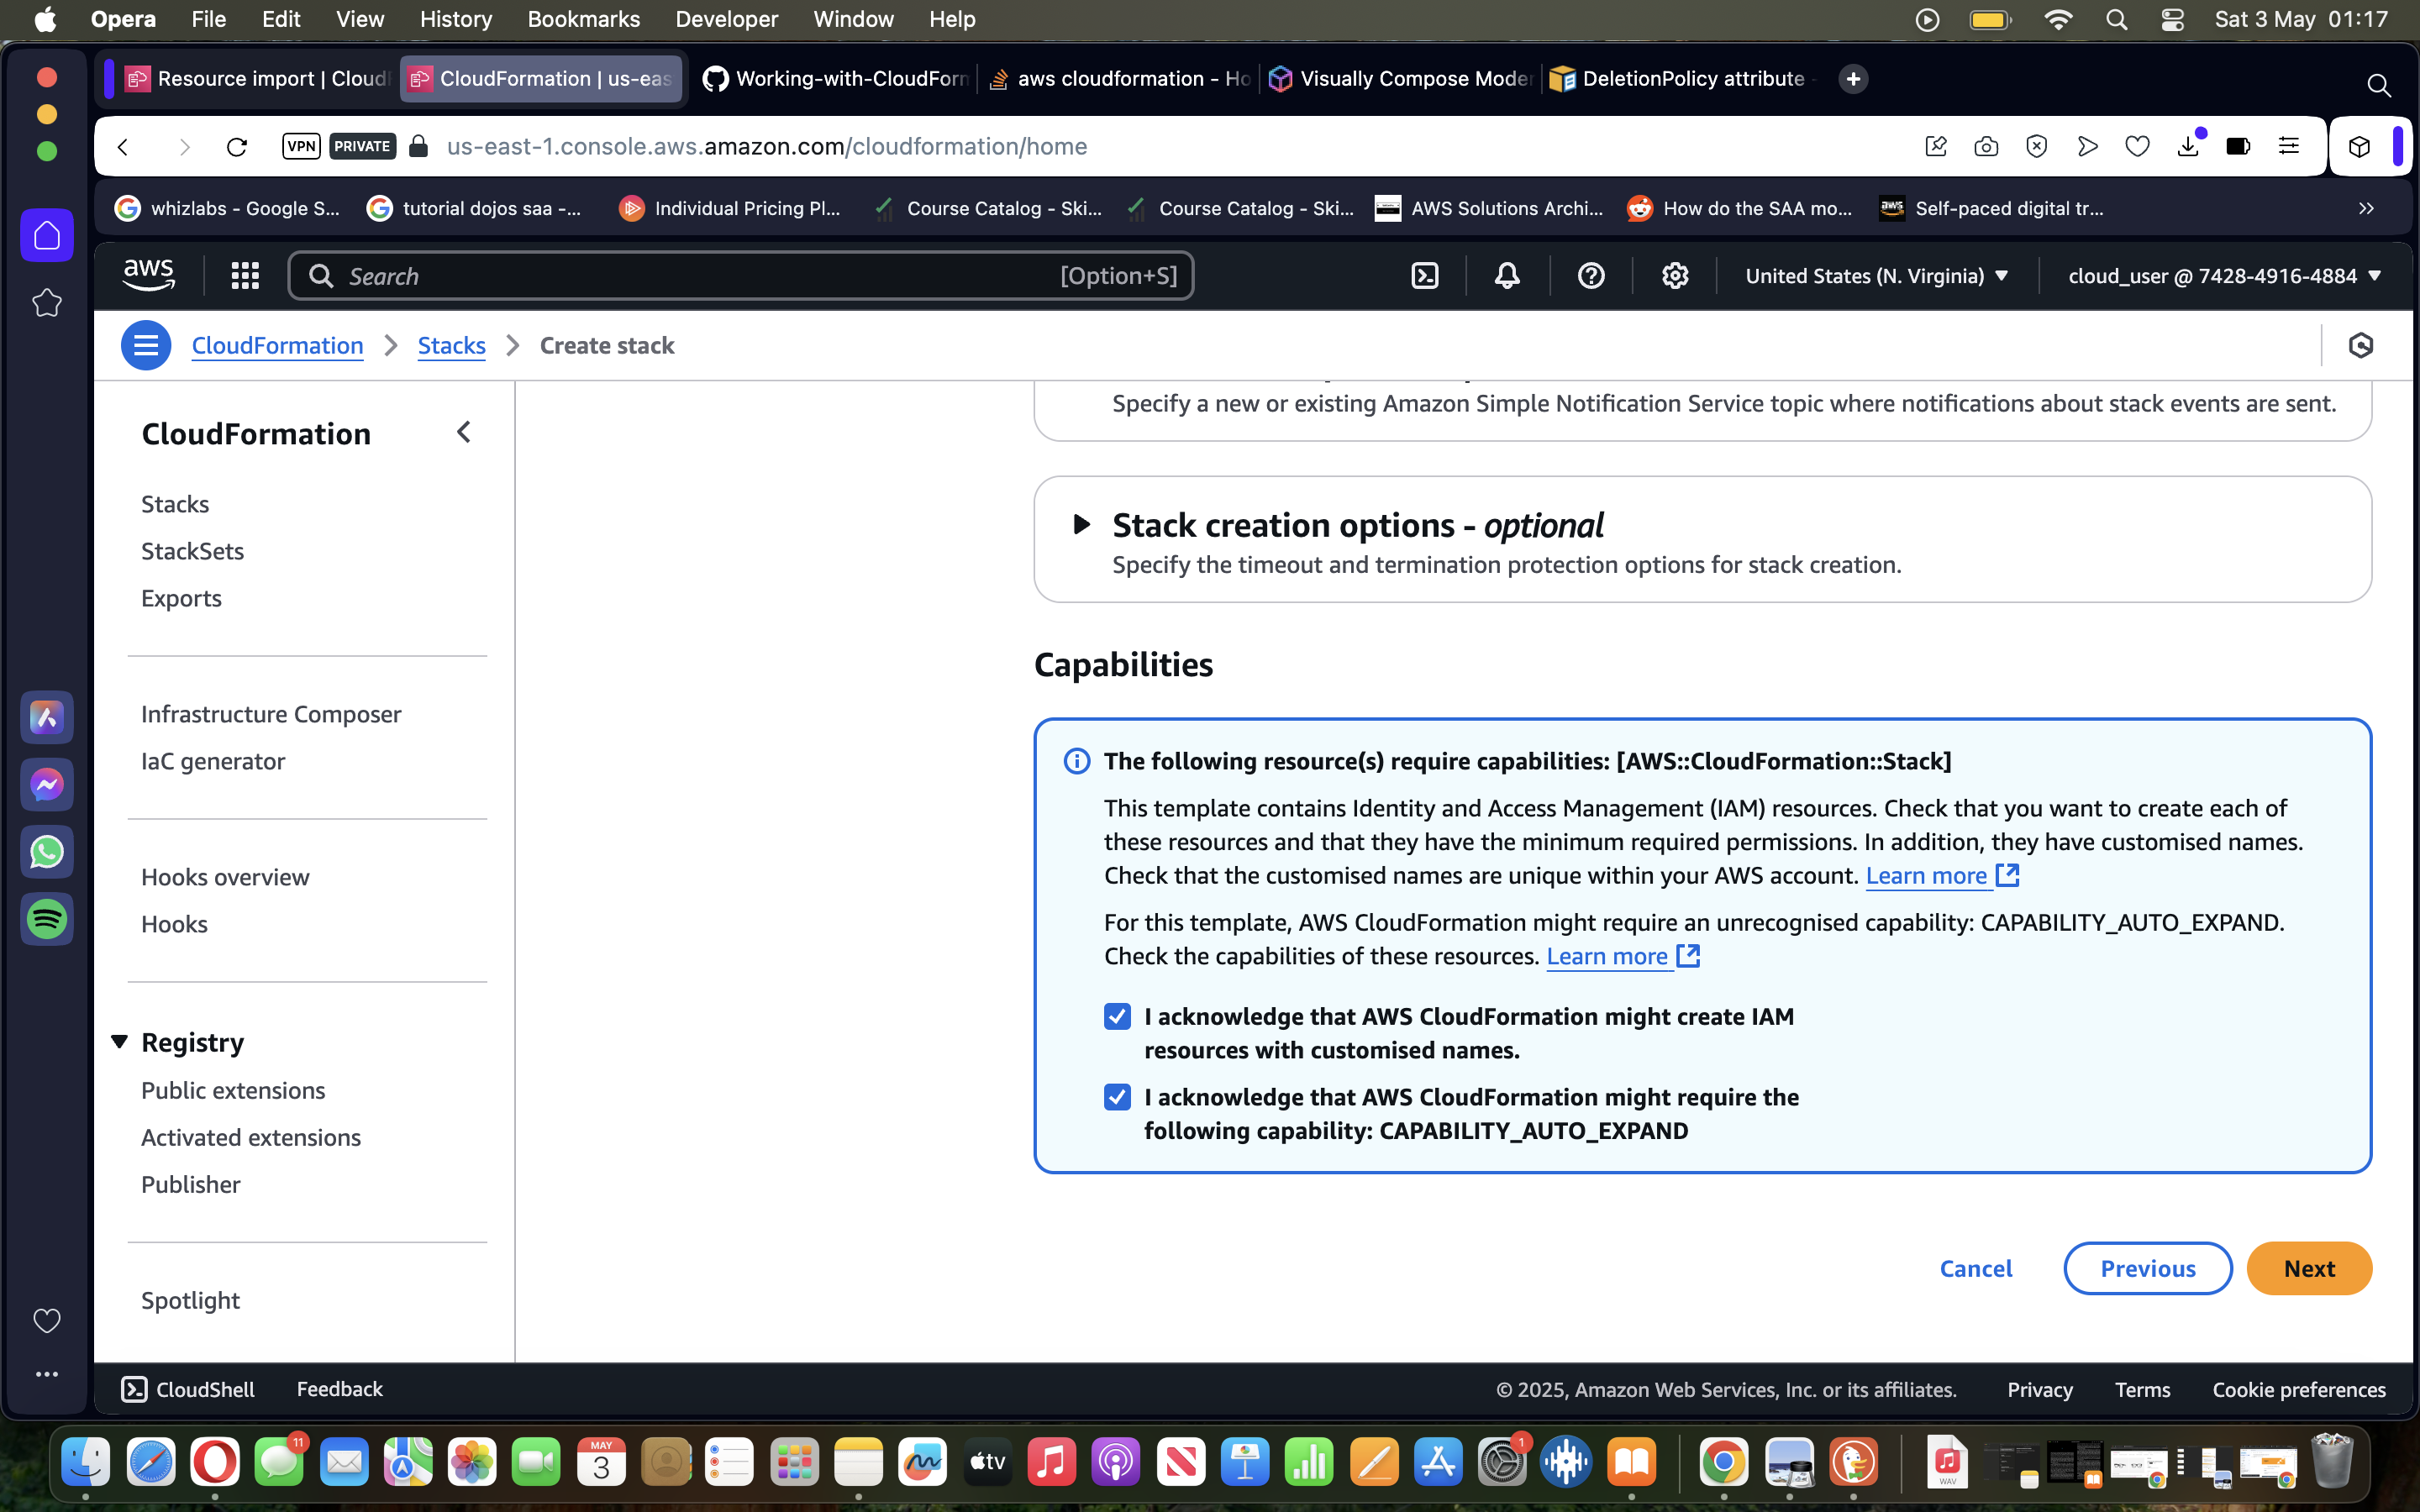 Opera File Edit View History Bookmarks Developer Window Help Sat 3 May 01:17
Resource import | Cloud CloudFormation | us-eas Working-with-CloudForm aws cloudformation - Ho Visually Compose Moder DeletionPolicy attribute -
VPN PRIVATE us-east-1.console.aws.amazon.com/cloudformation/home
whizlabs - Google S... tutorial dojos saa -... Individual Pricing Pl... Course Catalog - Ski... Course Catalog - Ski... AWS Solutions Archi... How do the SAA mo... Self-paced digital tr...
aws Search [Option+S] United States (N. Virginia) cloud_user @ 7428-4916-4884
CloudFormation Stacks Create stack
CloudFormation
Stacks
StackSets
Exports
Infrastructure Composer
IaC generator
Hooks overview
Hooks
Registry
Public extensions
Activated extensions
Publisher
Spotlight
Specify a new or existing Amazon Simple Notification Service topic where notifications about stack events are sent.
Stack creation options - optional
Specify the timeout and termination protection options for stack creation.
Capabilities
The following resource(s) require capabilities: [AWS::CloudFormation::Stack]
This template contains Identity and Access Management (IAM) resources. Check that you want to create each of
these resources and that they have the minimum required permissions. In addition, they have customised names.
Check that the customised names are unique within your AWS account. Learn more
For this template, AWS CloudFormation might require an unrecognised capability: CAPABILITY_AUTO_EXPAND.
Check the capabilities of these resources. Learn more
I acknowledge that AWS CloudFormation might create IAM
resources with customised names.
I acknowledge that AWS CloudFormation might require the
following capability: CAPABILITY_AUTO_EXPAND
Cancel Previous Next
CloudShell Feedback © 2025, Amazon Web Services, Inc. or its affiliates. Privacy Terms Cookie preferences
11 MAY 3 tv 1 WAV